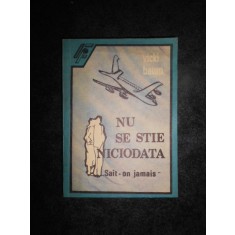 NU
SE STIE
NICIODATA
„Sait-on jamais“